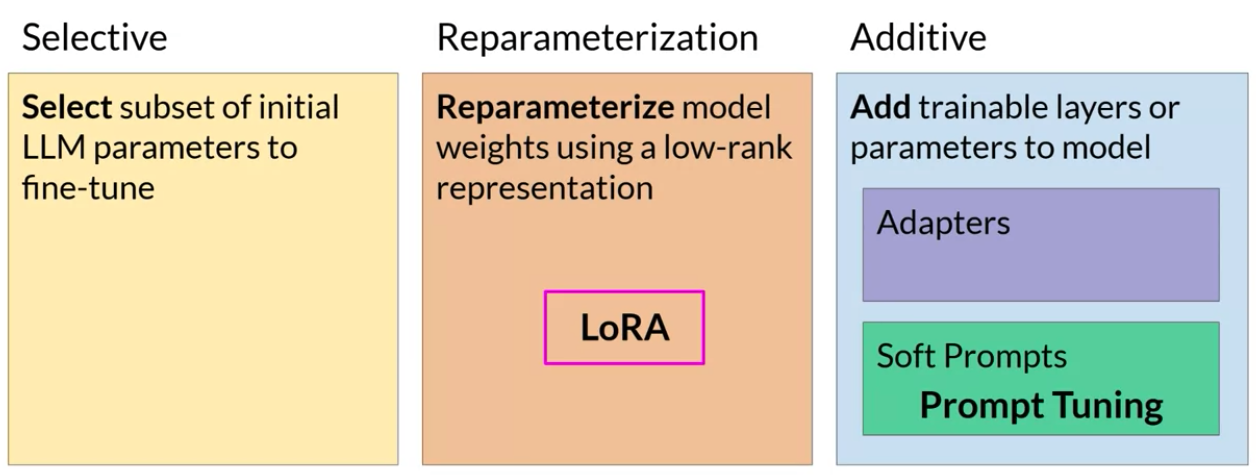 Selective
Select subset of initial
LLM parameters to
fine-tune
Reparameterization
Reparameterize model
weights using a low-rank
representation
LoRA
Additive
Add trainable layers or
parameters to model
Adapters
Soft Prompts
Prompt Tuning